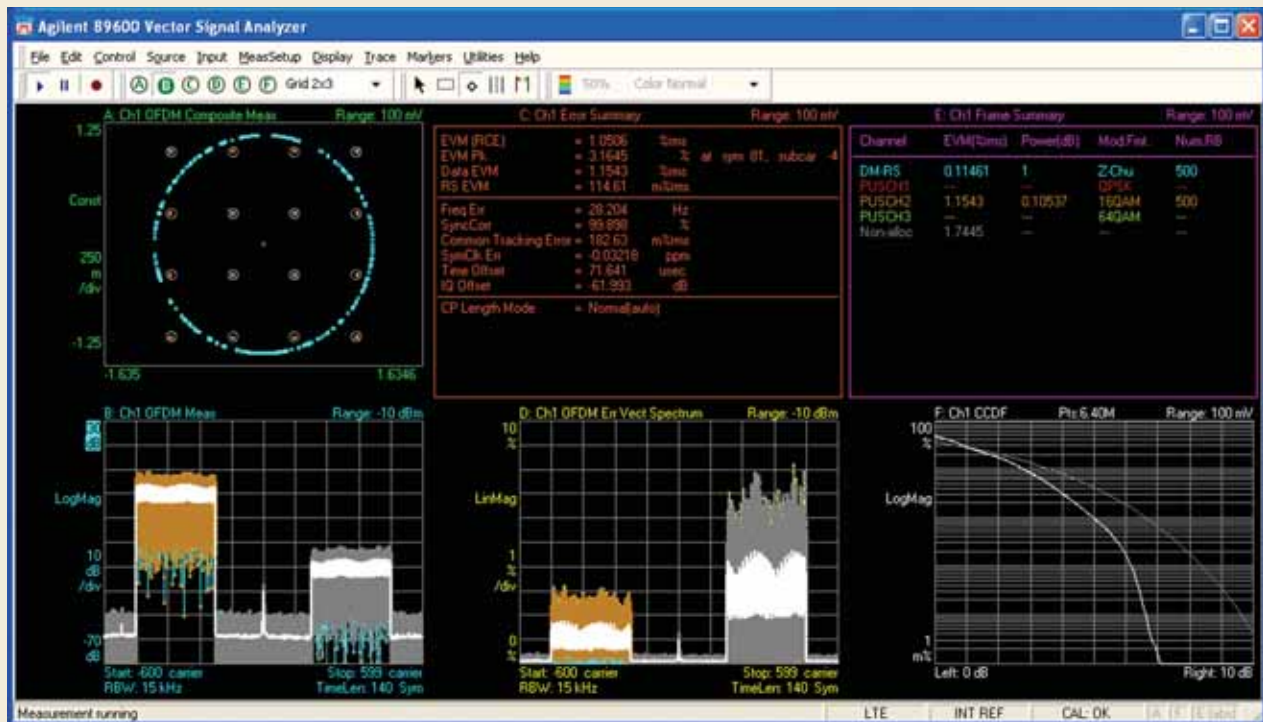 Agilent 89600 Vector Signal Analyzer
File Edit Control Source Input MeasSetup Display Trace Markers Utilities Help
A B C D E F Grid 2x3 50% Color Normal
A: Ch1 OFDM Composite Meas Range: 100 mV
1.25
Const
250
m
/div
-1.25
-1.635 1.6346
C: Ch1 Error Summary Range: 100 mV
EVM (RCE) = 1.0506 %rms
EVM Pk = 3.1645 % at sym 81, subcar -4
Data EVM = 1.1543 %rms
RS EVM = 114.61 m%rms
Freq Err = 28.204 Hz
SyncCorr = 99.898 %
Common Tracking Error = 182.63 m%rms
SymClk Err = -0.03218 ppm
Time Offset = 71.641 usec
IQ Offset = -61.993 dB
CP Length Mode = Normal(auto)
E: Ch1 Frame Summary Range: 100 mV
Channel EVM(%rms) Power(dB) Mod.Fmt. Num.RB
DM-RS 0.11461 1 Z-Chu 500
PUSCH1 -- -- QPSK --
PUSCH2 1.1543 0.10537 16QAM 500
PUSCH3 -- -- 64QAM --
Non-alloc 1.7445 -- -- --
B: Ch1 OFDM Meas Range: -10 dBm
dB
LogMag
10
dB
/div
-70
dB
Start: -600 carrier Stop: 599 carrier
RBW: 15 kHz TimeLen: 140 Sym
D: Ch1 OFDM Err Vect Spectrum Range: -10 dBm
10
%
LinMag
1
%
/div
0
%
Start: -600 carrier Stop: 599 carrier
RBW: 15 kHz TimeLen: 140 Sym
F: Ch1 CCDF Pts: 6.40M Range: 100 mV
100
%
LogMag
1
m%
Left: 0 dB Right: 10 dB
Measurement running LTE INT REF CAL: OK